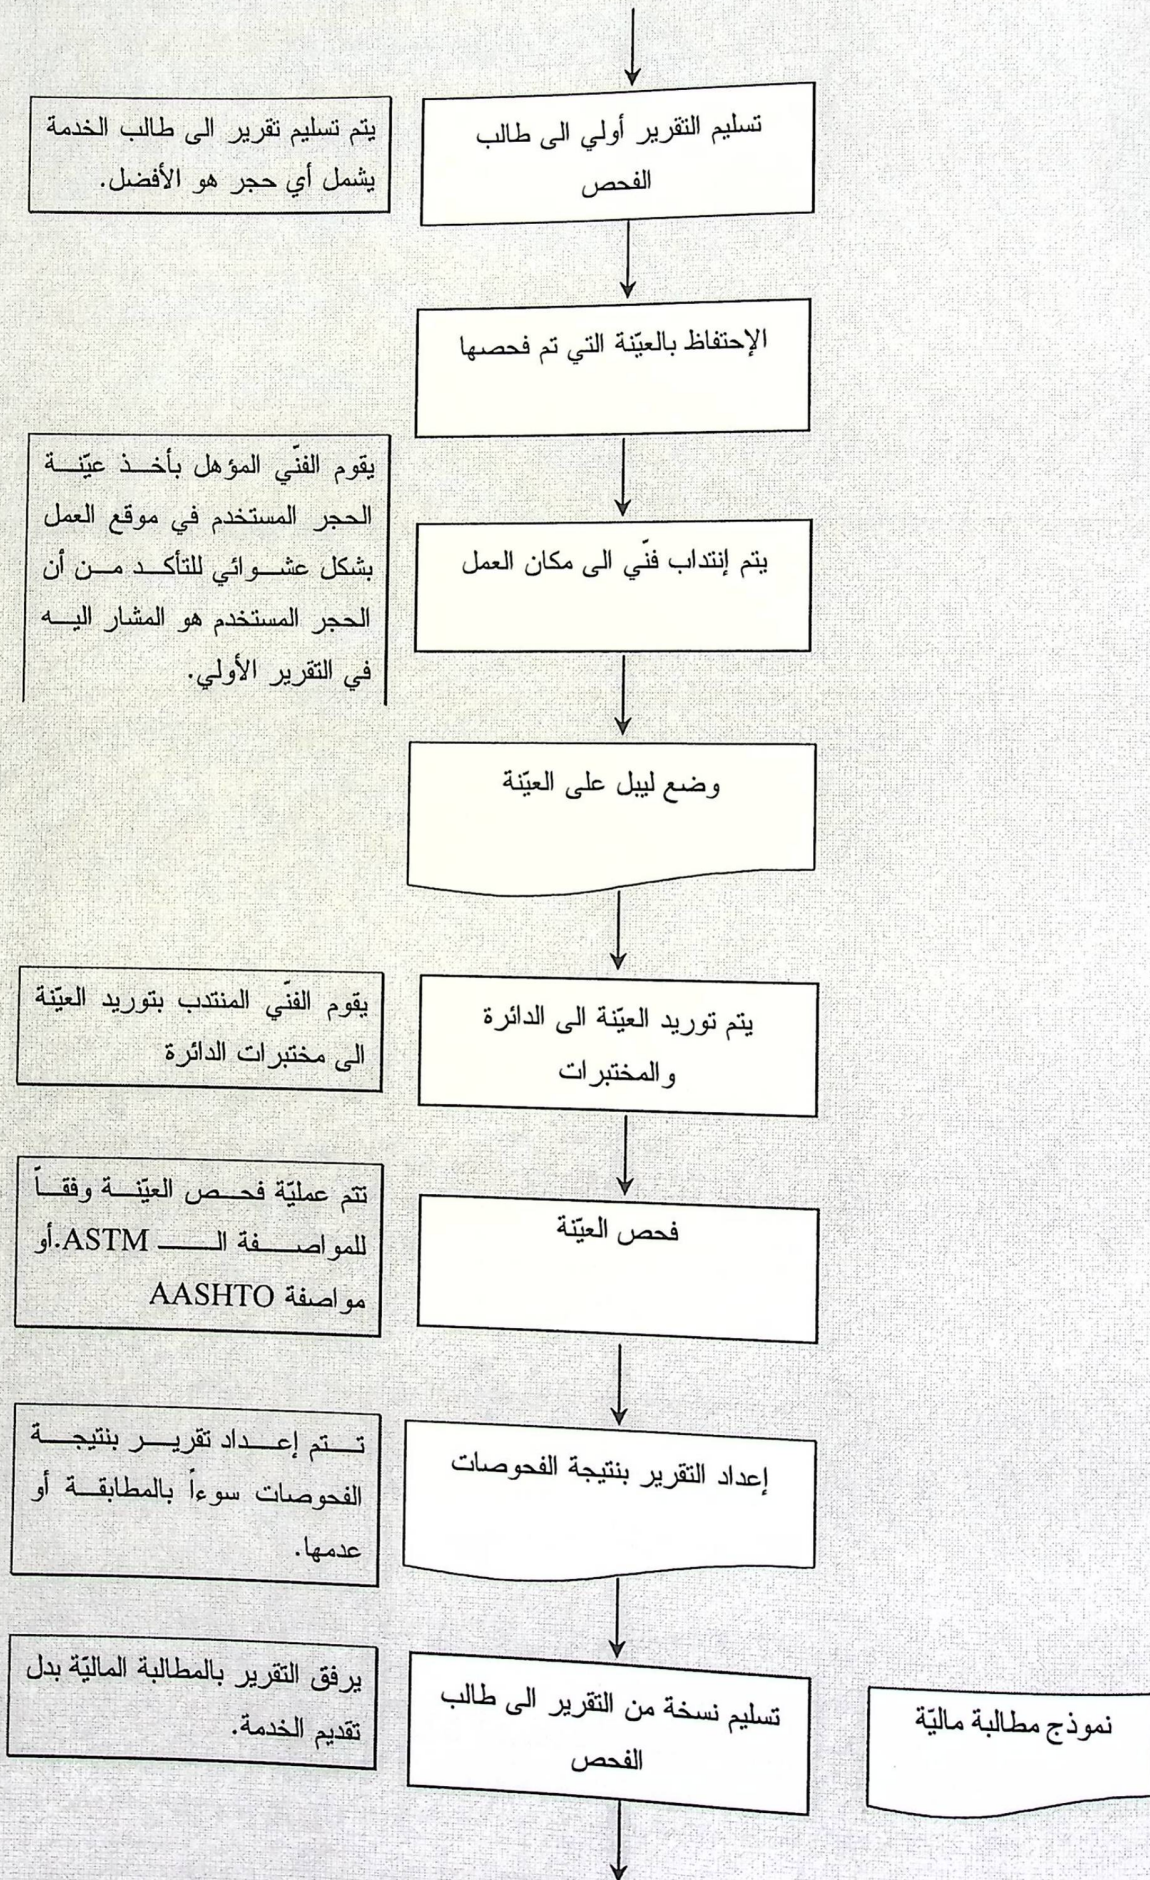 تسليم التقرير أولي الى طالب
الفحص
يتم تسليم تقرير الى طالب الخدمة
يشمل أي حجر هو الأفضل.
الإحتفاظ بالعيّنة التي تم فحصها
يتم إنتداب فنّي الى مكان العمل
يقوم الفنّي المؤهل بأخذ عيّنة
الحجر المستخدم في موقع العمل
بشكل عشوائي للتأكد من أن
الحجر المستخدم هو المشار اليه
في التقرير الأولي.
وضع ليبل على العيّنة
يتم توريد العيّنة الى الدائرة
والمختبرات
يقوم الفنّي المنتدب بتوريد العيّنة
الى مختبرات الدائرة
فحص العيّنة
تتم عمليّة فحص العيّنة وفقاً
للمواصفة الـ ASTM.أو
مواصفة AASHTO
إعداد التقرير بنتيجة الفحوصات
تتم إعداد تقرير بنتيجة
الفحوصات سوءاً بالمطابقة أو
عدمها.
نموذج مطالبة ماليّة
تسليم نسخة من التقرير الى طالب
الفحص
يرفق التقرير بالمطالبة الماليّة بدل
تقديم الخدمة.